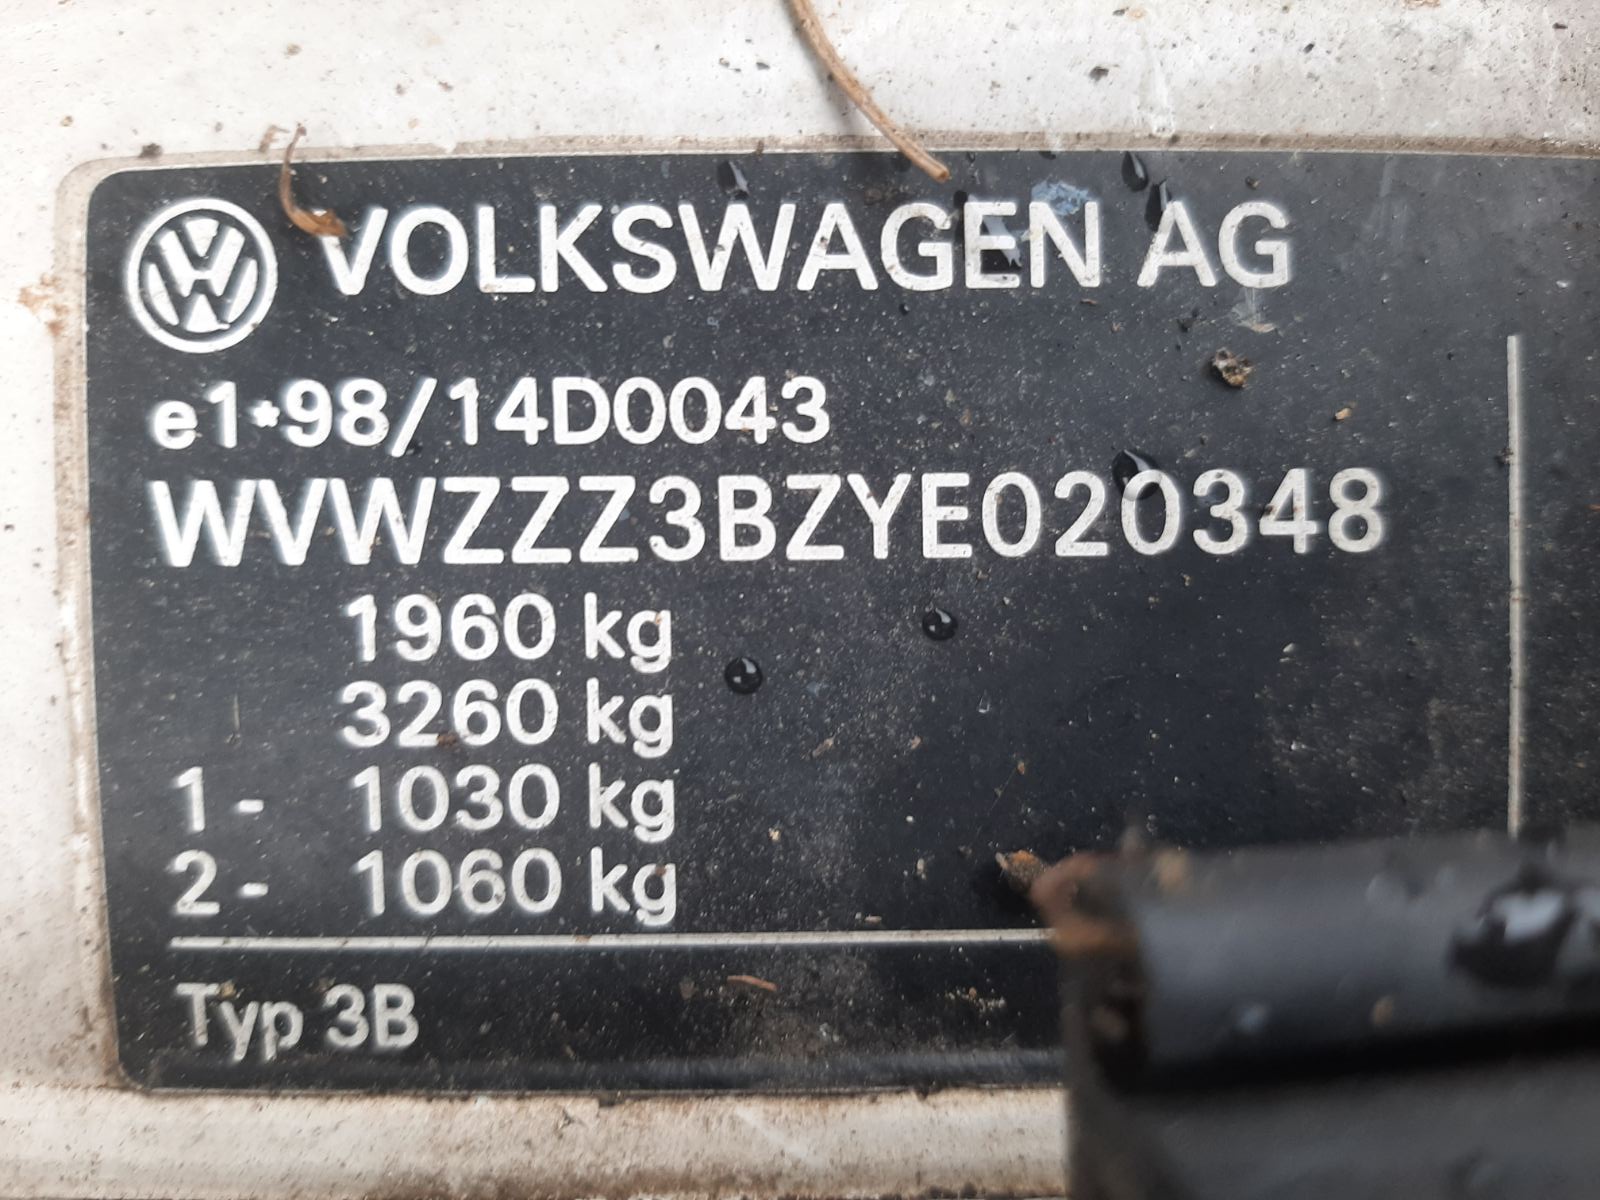 VOLKSWAGEN AG
e1*98/14D0043
WVWZZZ3BZYE020348
1960 kg
3260 kg
1- 1030 kg
2- 1060 kg
Typ 3B